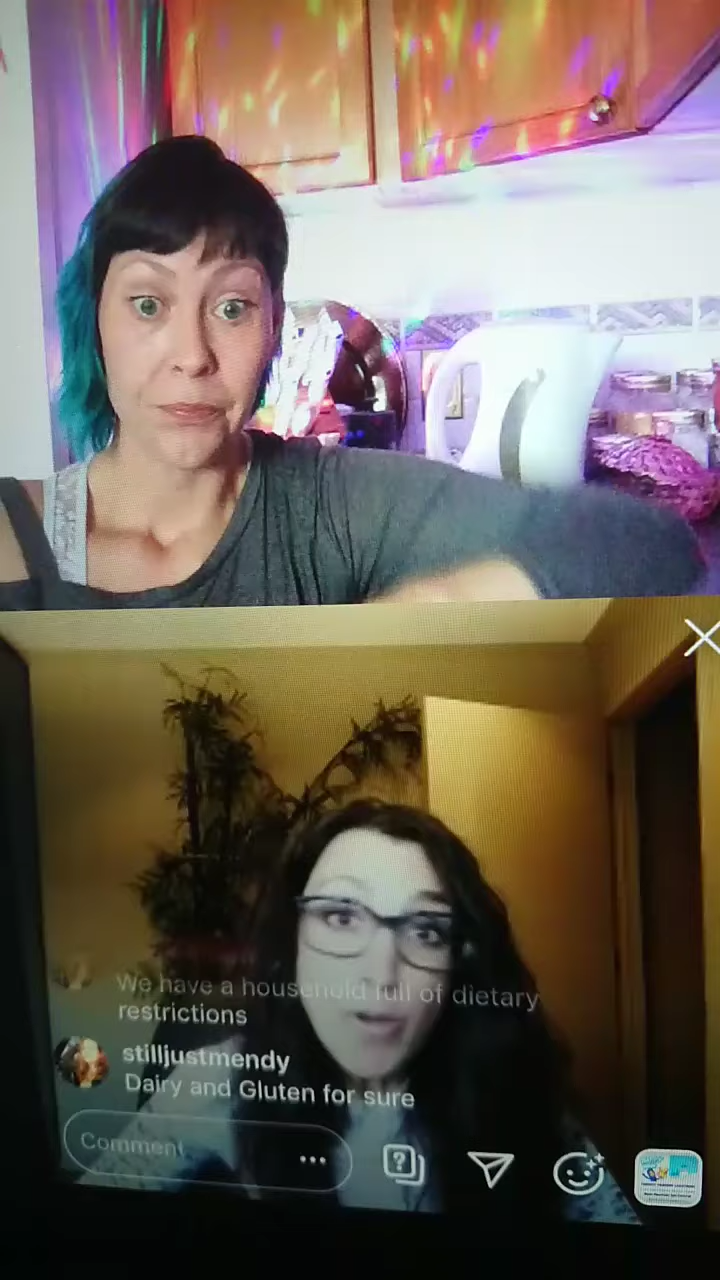 We have a household full of dietary
restrictions
stilljustmendy
Dairy and Gluten for sure
Comment